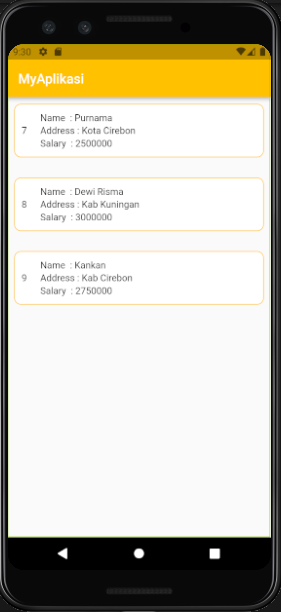 9:30
MyAplikasi
Name : Purnama
7 Address : Kota Cirebon
Salary : 2500000
Name : Dewi Risma
8 Address : Kab Kuningan
Salary : 3000000
Name : Kankan
9 Address : Kab Cirebon
Salary : 2750000